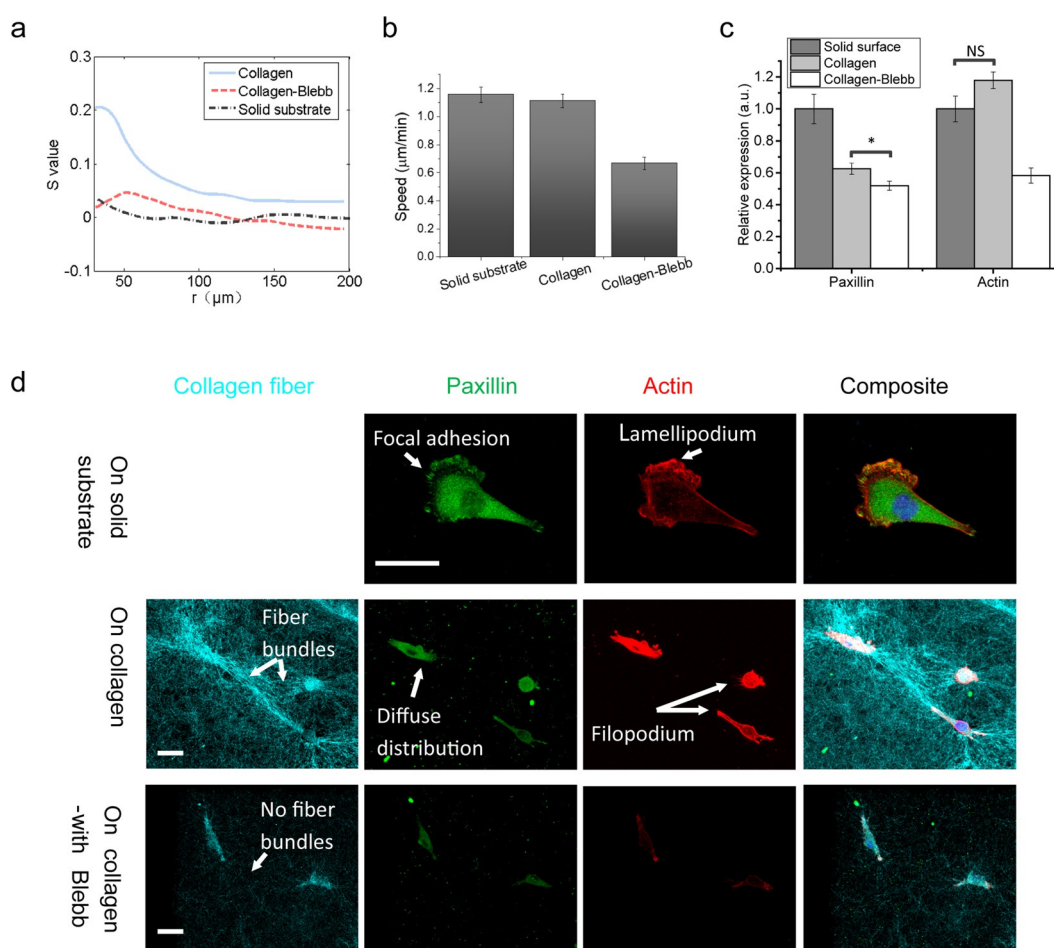 a
0.3
0.2
0.1
0
-0.1
S value
Collagen
Collagen-Blebb
Solid substrate
50
100
150
200
r (μm)
b
1.4
1.2
1.0
0.8
0.6
0.4
0.2
0.0
Speed (μm/min)
Solid substrate
Collagen
Collagen-Blebb
c
Solid surface
Collagen
Collagen-Blebb
NS
*
1.2
1.0
0.8
0.6
0.4
0.2
0.0
Relative expression (a.u.)
Paxillin
Actin
d
Collagen fiber
Paxillin
Actin
Composite
On solid
substrate
Focal adhesion
Lamellipodium
On collagen
Fiber
bundles
Diffuse
distribution
Filopodium
On collagen
-with Blebb
No fiber
bundles